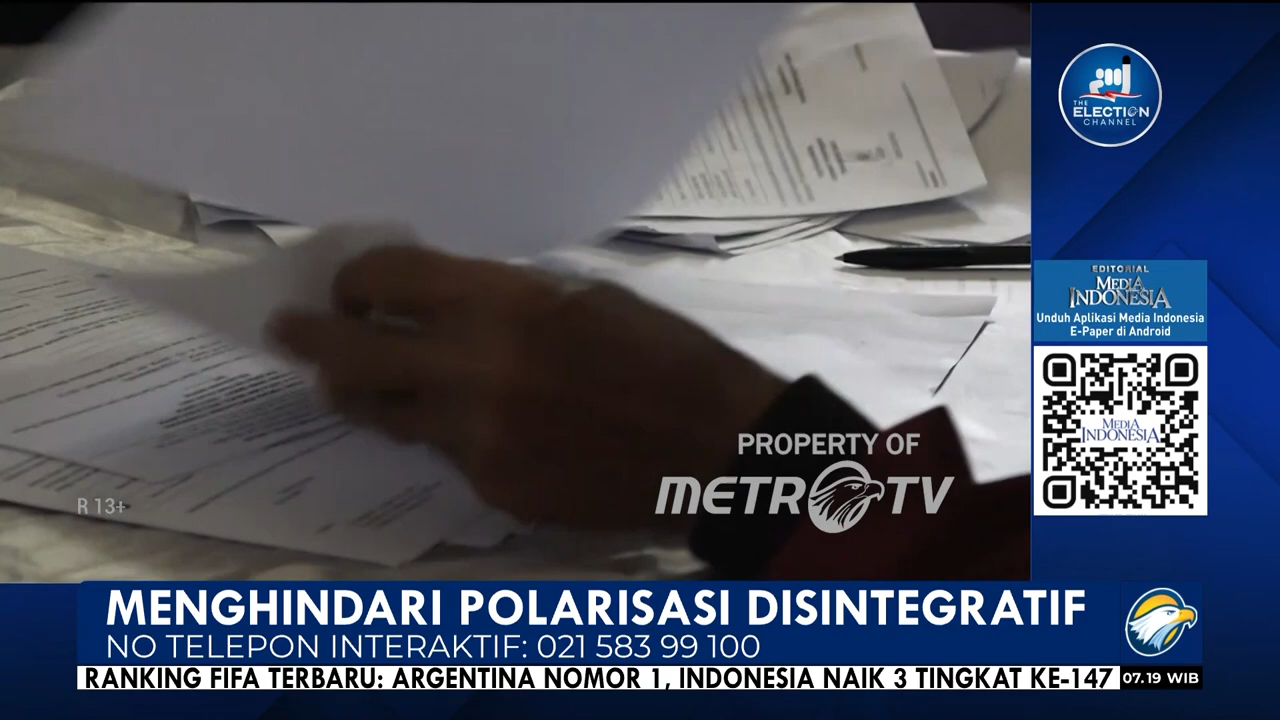 THE
ELECTION
CHANNEL
EDITORIAL
MEDIA
INDONESIA
Unduh Aplikasi Media Indonesia
E-Paper di Android
MEDIA
INDONESIA
PROPERTY OF
METRO TV
R 13+
MENGHINDARI POLARISASI DISINTEGRATIF
NO TELEPON INTERAKTIF: 021 583 99 100
RANKING FIFA TERBARU: ARGENTINA NOMOR 1, INDONESIA NAIK 3 TINGKAT KE-147
07.19 WIB